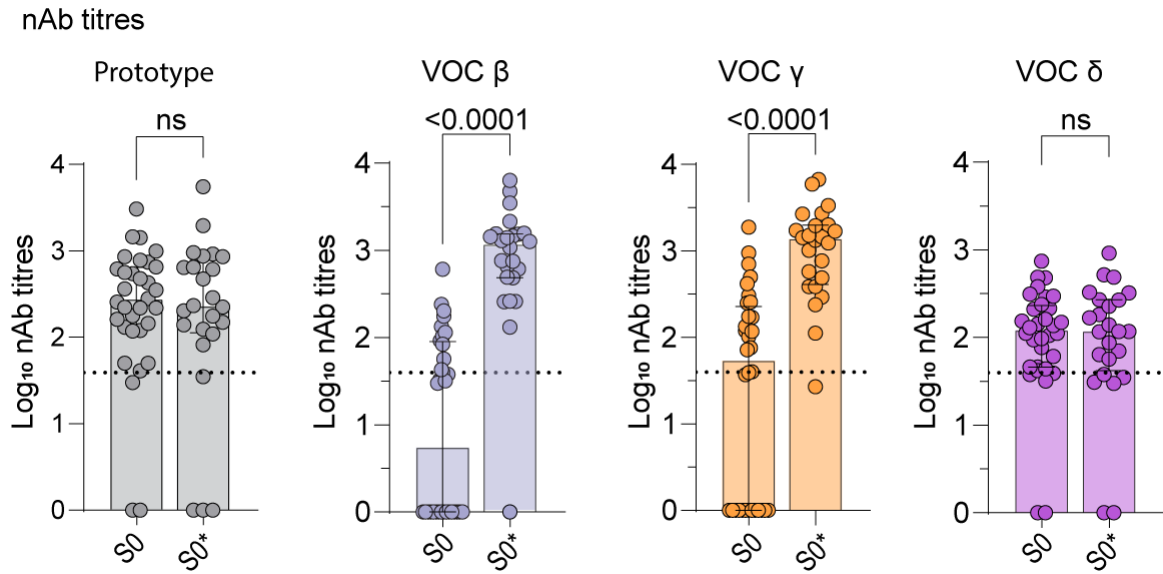 nAb titres
Prototype
ns
Log₁₀ nAb titres
4
3
2
1
0
S0
S0*
VOC β
<0.0001
Log₁₀ nAb titres
4
3
2
1
0
S0
S0*
VOC γ
<0.0001
Log₁₀ nAb titres
4
3
2
1
0
S0
S0*
VOC δ
ns
Log₁₀ nAb titres
4
3
2
1
0
S0
S0*